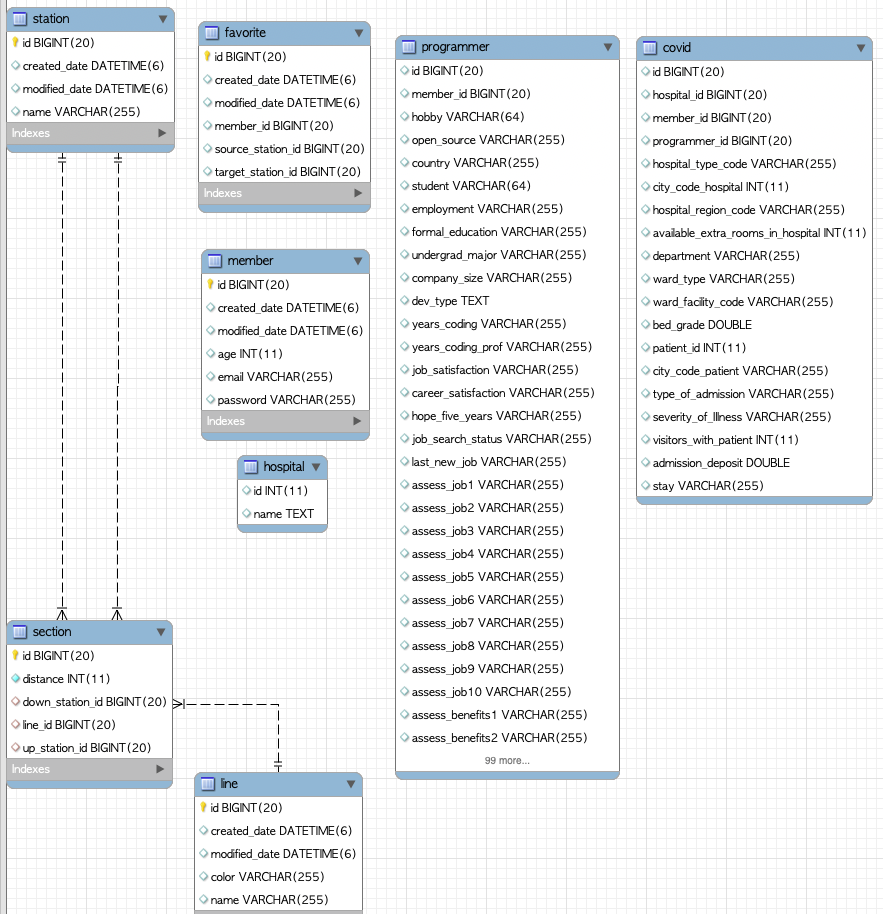 station
id BIGINT(20)
created_date DATETIME(6)
modified_date DATETIME(6)
name VARCHAR(255)
Indexes
favorite
id BIGINT(20)
created_date DATETIME(6)
modified_date DATETIME(6)
member_id BIGINT(20)
source_station_id BIGINT(20)
target_station_id BIGINT(20)
Indexes
member
id BIGINT(20)
created_date DATETIME(6)
modified_date DATETIME(6)
age INT(11)
email VARCHAR(255)
password VARCHAR(255)
Indexes
hospital
id INT(11)
name TEXT
programmer
id BIGINT(20)
member_id BIGINT(20)
hobby VARCHAR(64)
open_source VARCHAR(255)
country VARCHAR(255)
student VARCHAR(64)
employment VARCHAR(255)
formal_education VARCHAR(255)
undergrad_major VARCHAR(255)
company_size VARCHAR(255)
dev_type TEXT
years_coding VARCHAR(255)
years_coding_prof VARCHAR(255)
job_satisfaction VARCHAR(255)
career_satisfaction VARCHAR(255)
hope_five_years VARCHAR(255)
job_search_status VARCHAR(255)
last_new_job VARCHAR(255)
assess_job1 VARCHAR(255)
assess_job2 VARCHAR(255)
assess_job3 VARCHAR(255)
assess_job4 VARCHAR(255)
assess_job5 VARCHAR(255)
assess_job6 VARCHAR(255)
assess_job7 VARCHAR(255)
assess_job8 VARCHAR(255)
assess_job9 VARCHAR(255)
assess_job10 VARCHAR(255)
assess_benefits1 VARCHAR(255)
assess_benefits2 VARCHAR(255)
99 more...
covid
id BIGINT(20)
hospital_id BIGINT(20)
member_id BIGINT(20)
programmer_id BIGINT(20)
hospital_type_code VARCHAR(255)
city_code_hospital INT(11)
hospital_region_code VARCHAR(255)
available_extra_rooms_in_hospital INT(11)
department VARCHAR(255)
ward_type VARCHAR(255)
ward_facility_code VARCHAR(255)
bed_grade DOUBLE
patient_id INT(11)
city_code_patient VARCHAR(255)
type_of_admission VARCHAR(255)
severity_of_Illness VARCHAR(255)
visitors_with_patient INT(11)
admission_deposit DOUBLE
stay VARCHAR(255)
section
id BIGINT(20)
distance INT(11)
down_station_id BIGINT(20)
line_id BIGINT(20)
up_station_id BIGINT(20)
Indexes
line
id BIGINT(20)
created_date DATETIME(6)
modified_date DATETIME(6)
color VARCHAR(255)
name VARCHAR(255)